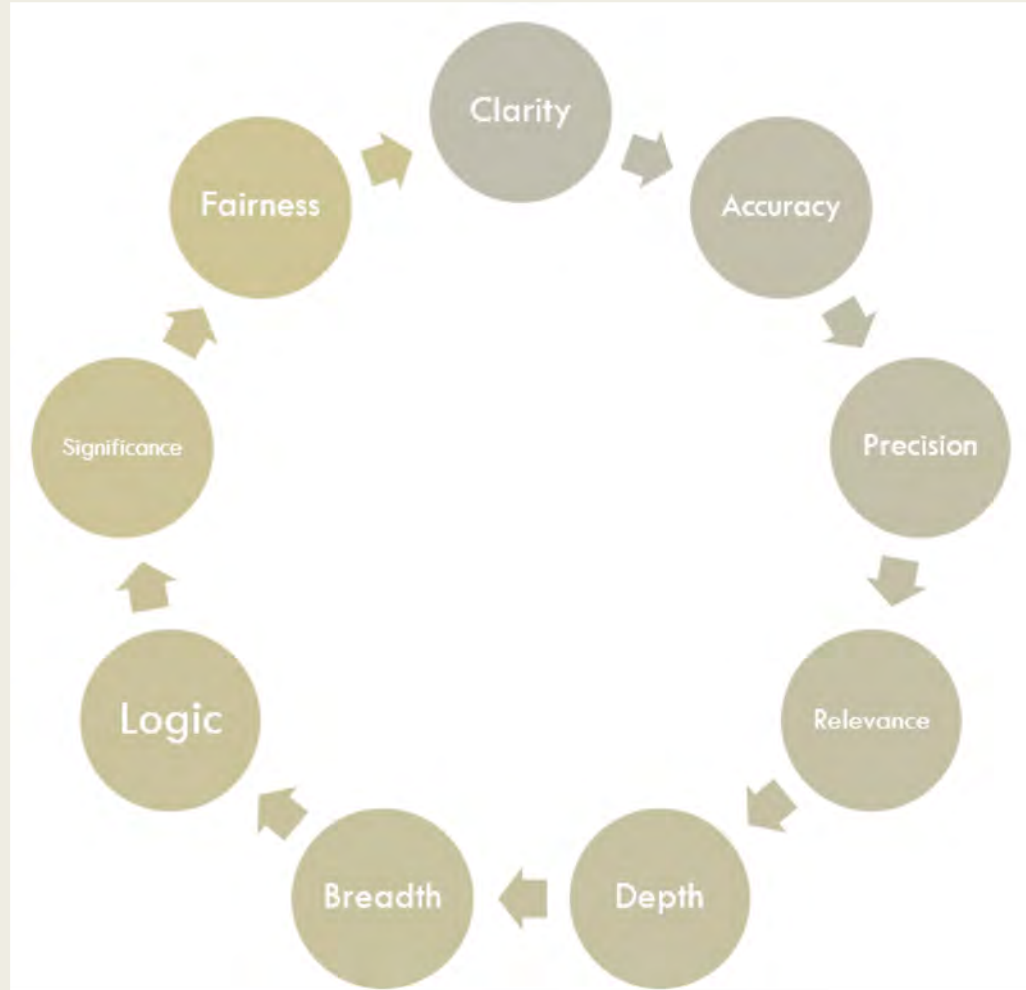 Clarity
Accuracy
Precision
Relevance
Depth
Breadth
Logic
Significance
Fairness